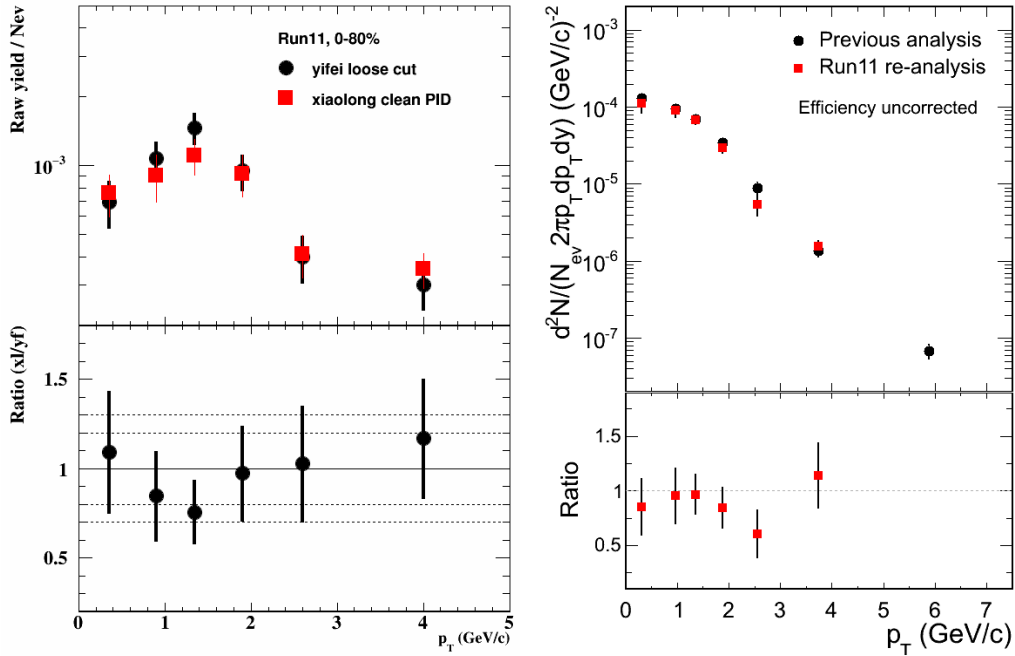 Raw yield / Nev
Run11, 0-80%
yifei loose cut
xiaolong clean PID
10⁻³
Ratio (xl/yf)
1.5
1
0.5
0 1 2 3 4 5
p_T (GeV/c)
d²N/(N_ev 2πp_T dp_T dy) (GeV/c)⁻²
Previous analysis
Run11 re-analysis
Efficiency uncorrected
10⁻³
10⁻⁴
10⁻⁵
10⁻⁶
10⁻⁷
Ratio
1.5
1
0.5
0 1 2 3 4 5 6 7
p_T (GeV/c)